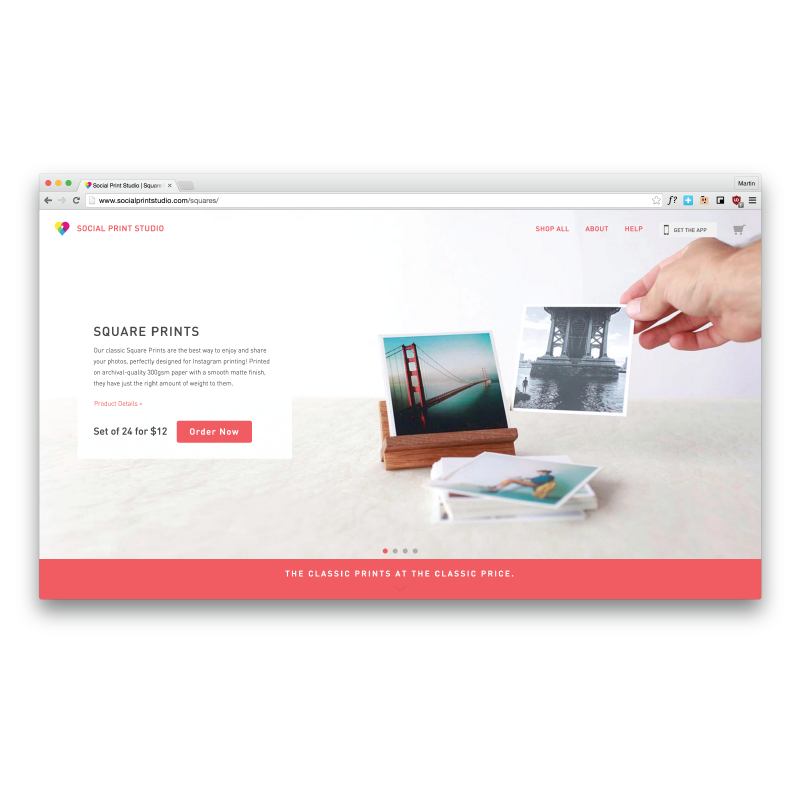 Social Print Studio | Square
Martin
www.socialprintstudio.com/squares/
f?
SOCIAL PRINT STUDIO
SHOP ALL
ABOUT
HELP
GET THE APP
SQUARE PRINTS
Our classic Square Prints are the best way to enjoy and share
your photos, perfectly designed for Instagram printing! Printed
on archival-quality 300gsm paper with a smooth matte finish,
they have just the right amount of weight to them.
Product Details »
Set of 24 for $12
Order Now
THE CLASSIC PRINTS AT THE CLASSIC PRICE.